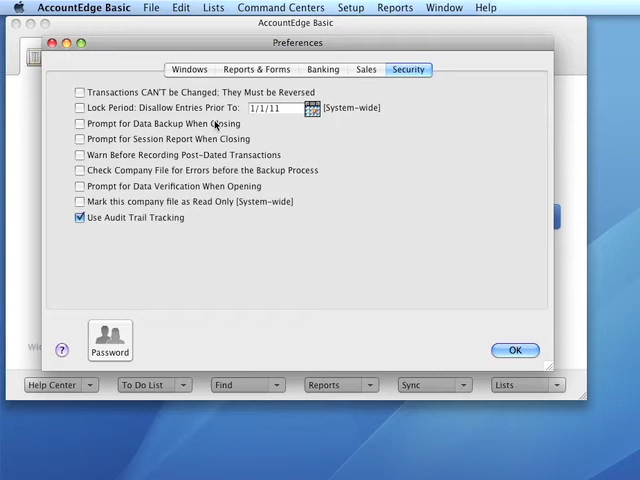 AccountEdge Basic File Edit Lists Command Centers Setup Reports Window Help
AccountEdge Basic
Preferences
Windows Reports & Forms Banking Sales Security
Transactions CAN'T be Changed; They Must be Reversed
Lock Period: Disallow Entries Prior To: 1/1/11 [System-wide]
Prompt for Data Backup When Closing
Prompt for Session Report When Closing
Warn Before Recording Post-Dated Transactions
Check Company File for Errors before the Backup Process
Prompt for Data Verification When Opening
Mark this company file as Read Only [System-wide]
Use Audit Trail Tracking
? Password OK
Help Center To Do List Find Reports Sync Lists